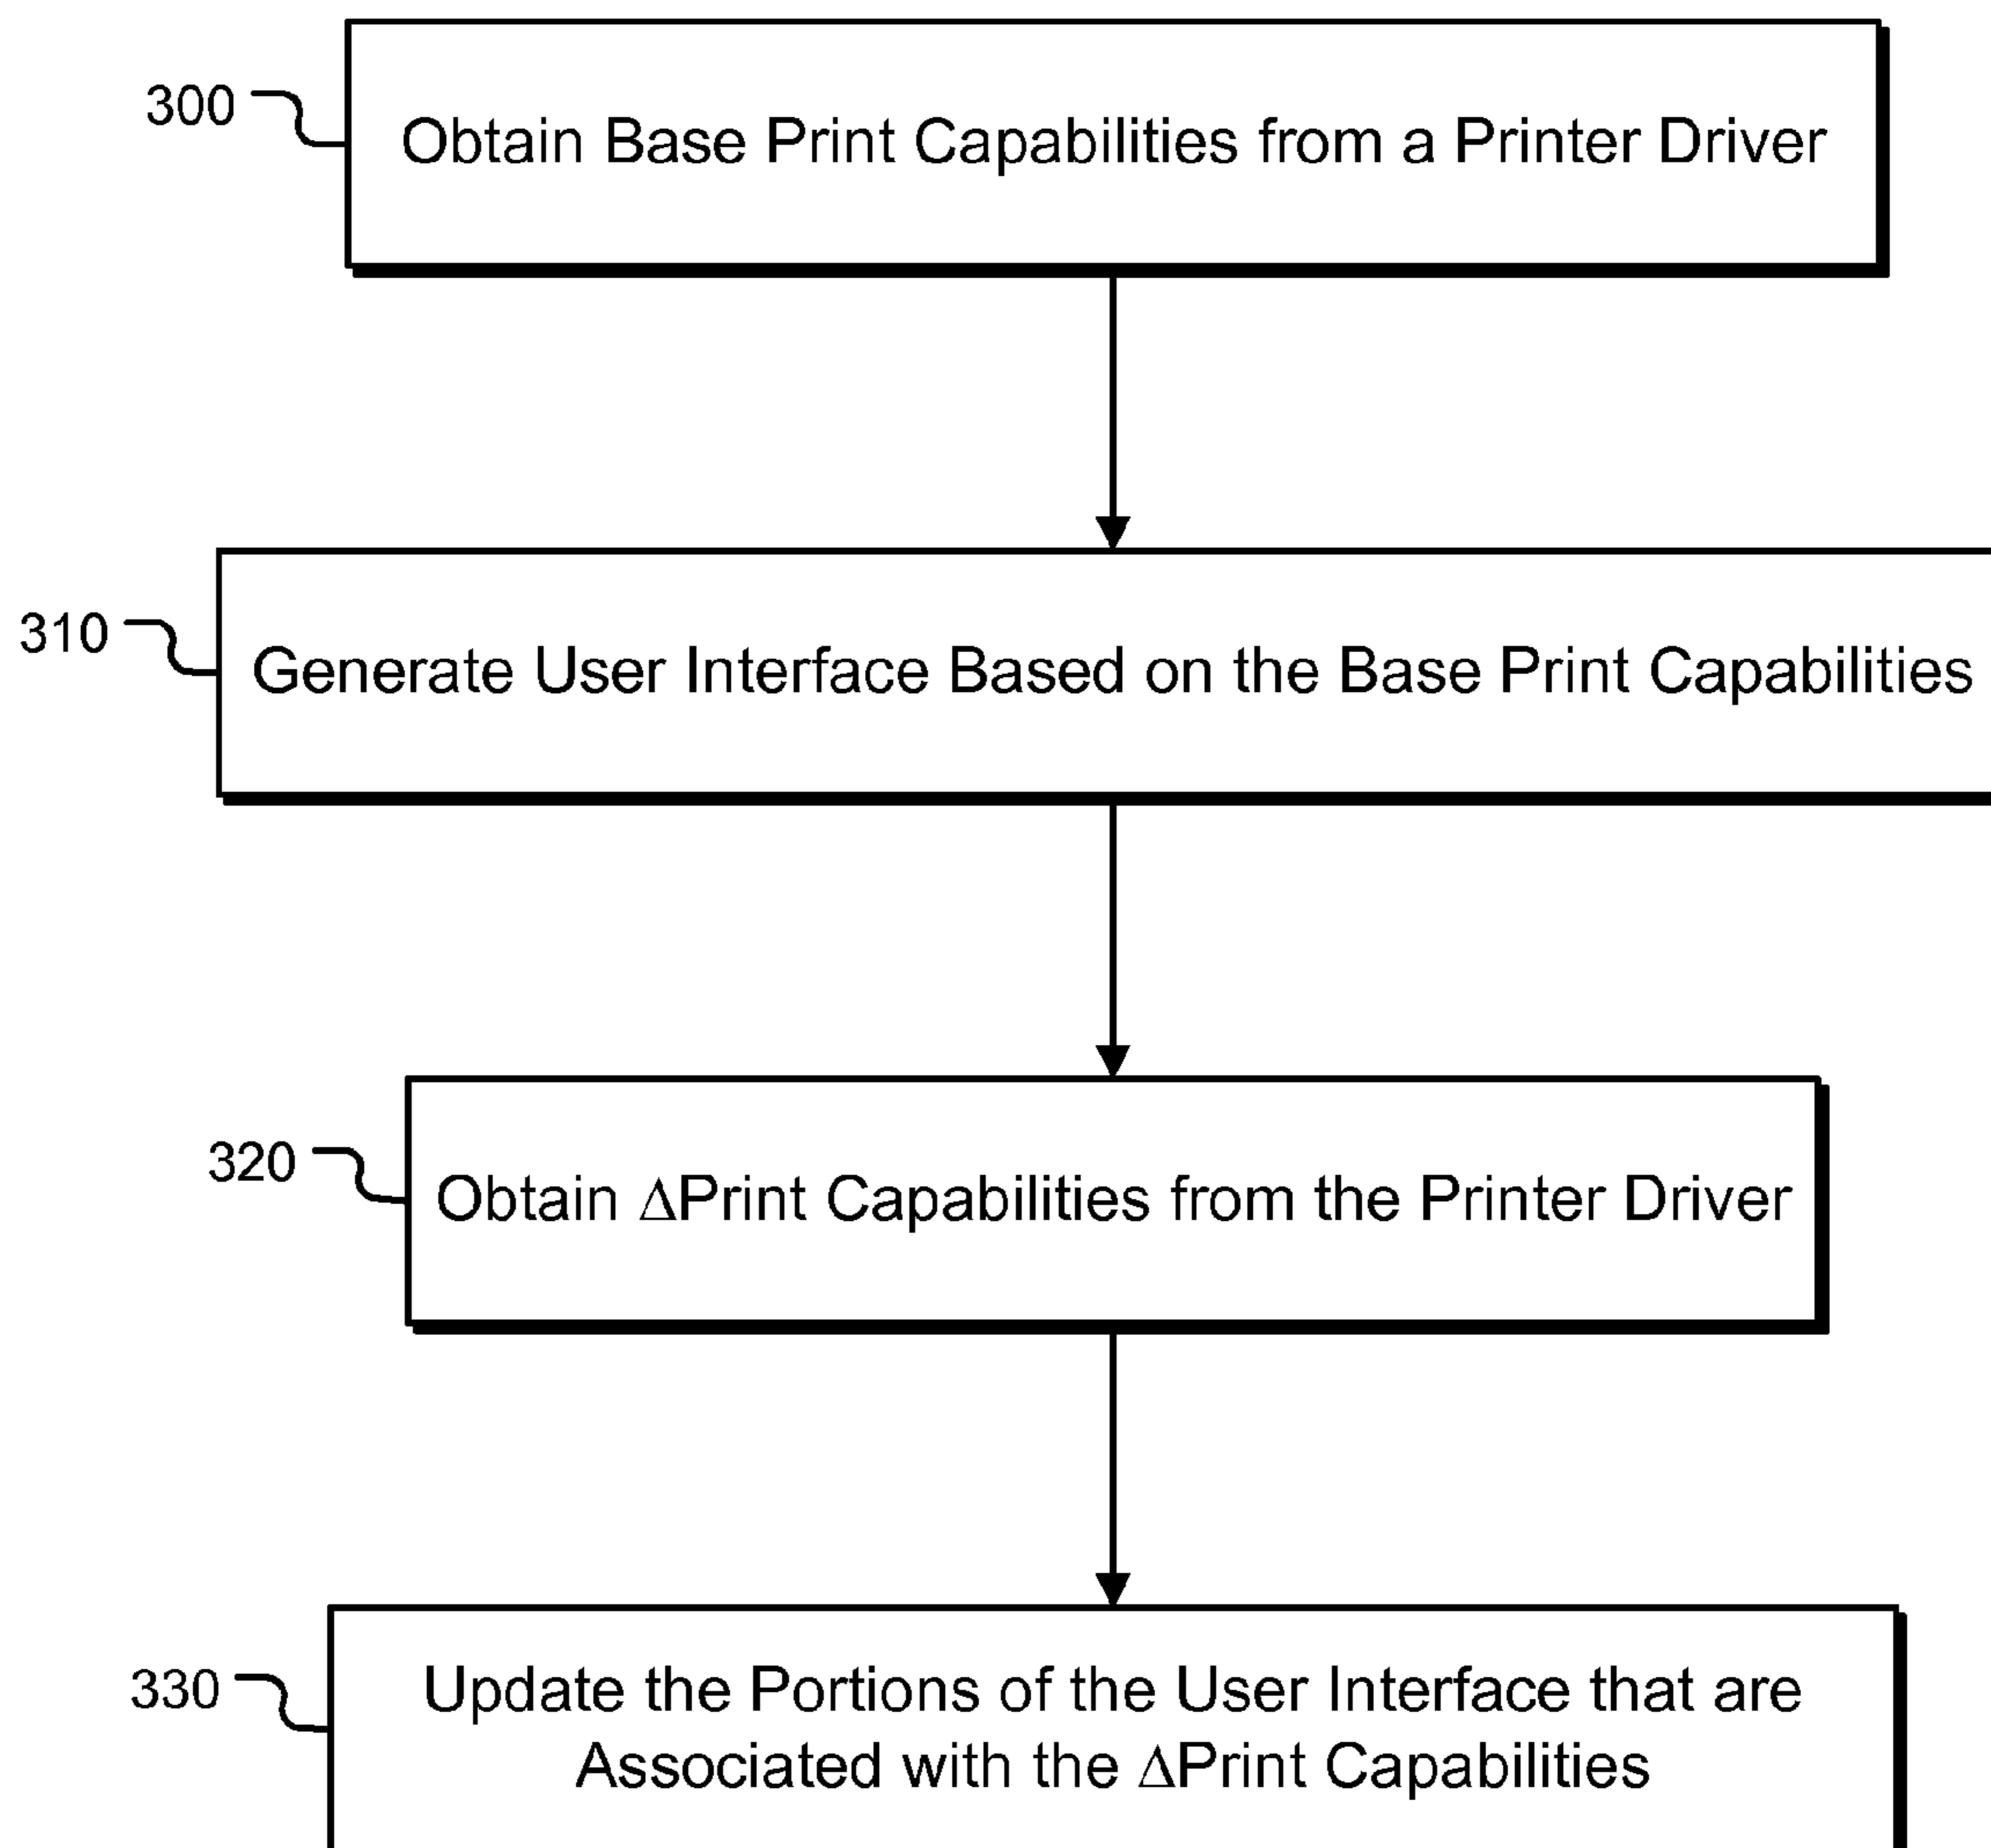 300
Obtain Base Print Capabilities from a Printer Driver
310
Generate User Interface Based on the Base Print Capabilities
320
Obtain ΔPrint Capabilities from the Printer Driver
330
Update the Portions of the User Interface that are
Associated with the ΔPrint Capabilities